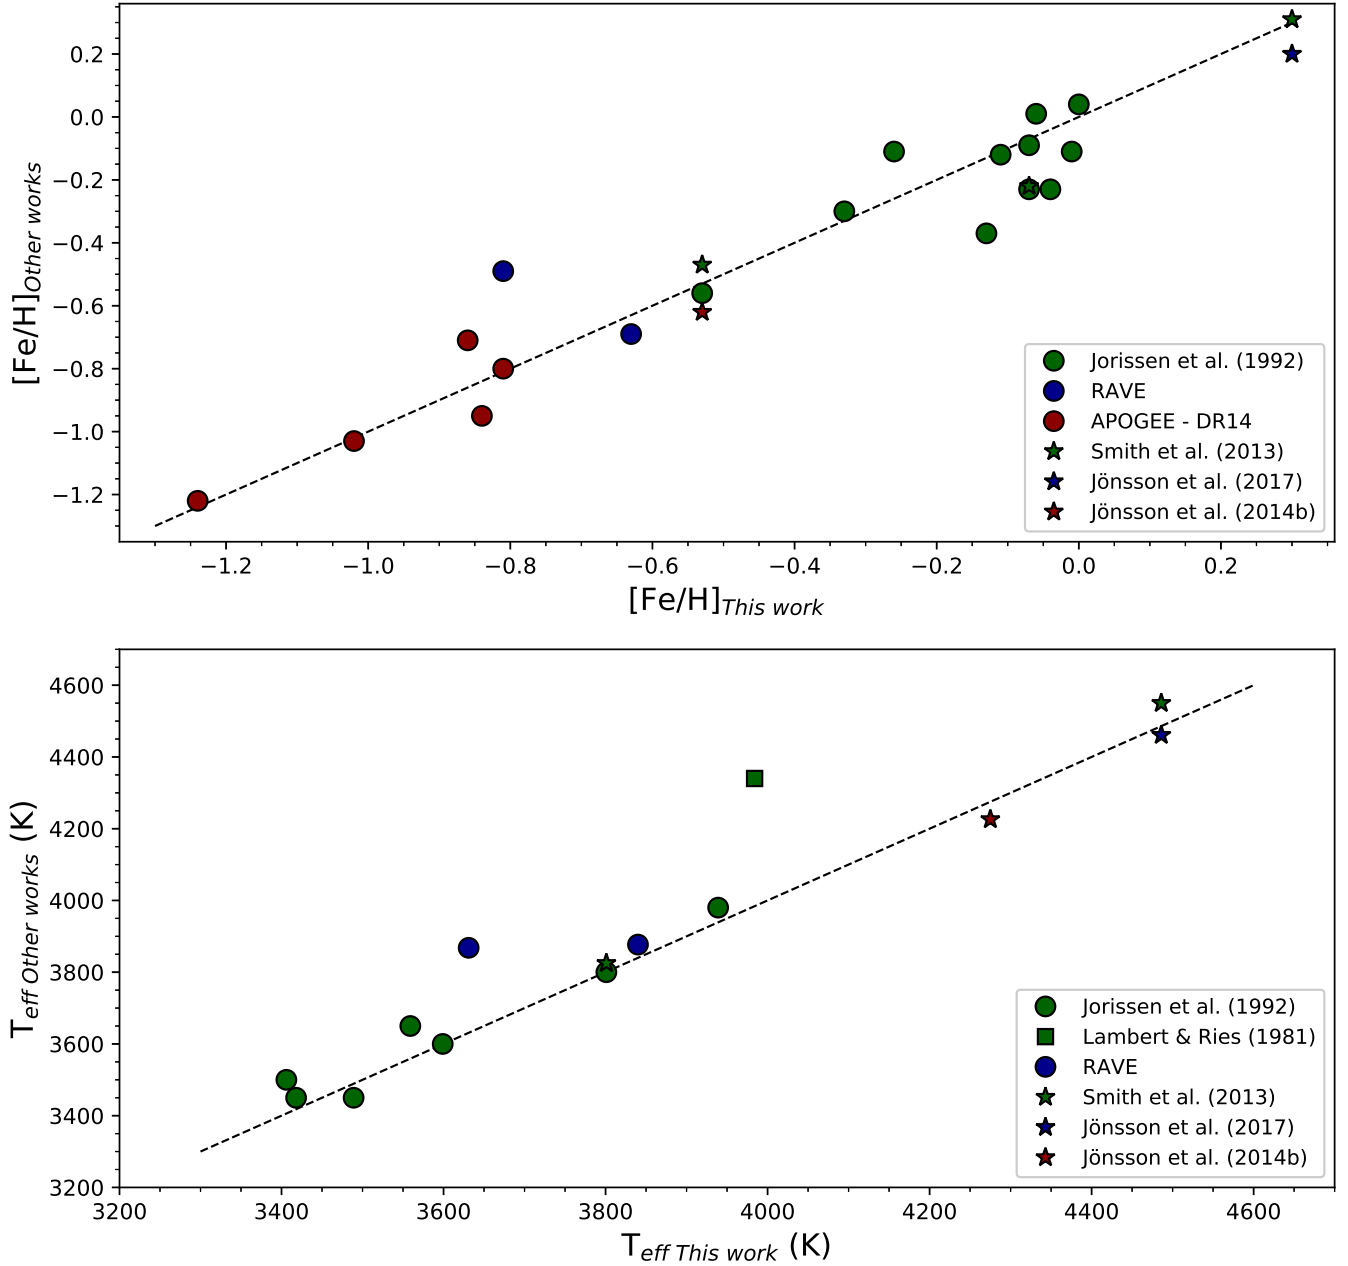 0.2
0.0
−0.2
−0.4
−0.6
−0.8
−1.0
−1.2
[Fe/H]Other works
Jorissen et al. (1992)
RAVE
APOGEE - DR14
Smith et al. (2013)
Jönsson et al. (2017)
Jönsson et al. (2014b)
−1.2 −1.0 −0.8 −0.6 −0.4 −0.2 0.0 0.2
[Fe/H]This work
4600
4400
4200
4000
3800
3600
3400
3200
Teff Other works (K)
Jorissen et al. (1992)
Lambert & Ries (1981)
RAVE
Smith et al. (2013)
Jönsson et al. (2017)
Jönsson et al. (2014b)
3200 3400 3600 3800 4000 4200 4400 4600
Teff This work (K)